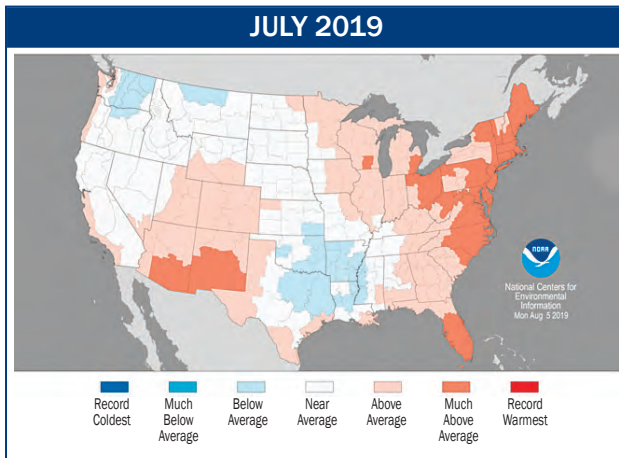 JULY 2019
NOAA
National Centers for
Environmental
Information
Mon Aug 5 2019
Record
Coldest
Much
Below
Average
Below
Average
Near
Average
Above
Average
Much
Above
Average
Record
Warmest